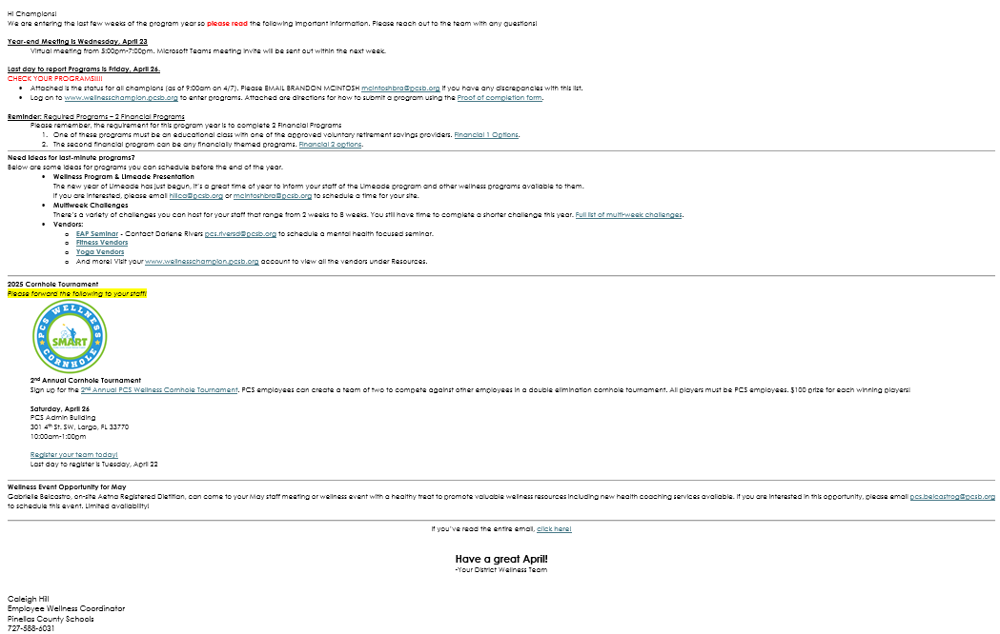 Hi Champions!
We are entering the last few weeks of the program year so please read the following important information. Please reach out to the team with any questions!
Year-end Meeting is Wednesday, April 23
Virtual meeting from 5:00pm-7:00pm. Microsoft Teams meeting invite will be sent out within the next week.
Last day to report Programs is Friday, April 26.
CHECK YOUR PROGRAMS!!!!
• Attached is the status for all champions (as of 9:00am on 4/7). Please EMAIL BRANDON MCINTOSH mcintoshbra@pcsb.org if you have any discrepancies with this list.
• Log on to www.wellnesschampion.pcsb.org to enter programs. Attached are directions for how to submit a program using the Proof of completion form.
Reminder: Required Programs – 2 Financial Programs
Please remember, the requirement for this program year is to complete 2 Financial Programs
1. One of these programs must be an educational class with one of the approved voluntary retirement savings providers. Financial 1 Options.
2. The second financial program can be any financially themed programs. Financial 2 options.
Need ideas for last-minute programs?
Below are some ideas for programs you can schedule before the end of the year.
• Wellness Program & Limeade Presentation
The new year of Limeade has just begun, it's a great time of year to inform your staff of the Limeade program and other wellness programs available to them.
If you are interested, please email hillca@pcsb.org or mcintoshbra@pcsb.org to schedule a time for your site.
• Multiweek Challenges
There's a variety of challenges you can host for your staff that range from 2 weeks to 8 weeks. You still have time to complete a shorter challenge this year. Full list of multi-week challenges.
• Vendors:
o EAP Seminar - Contact Darlene Rivers pcs.riversd@pcsb.org to schedule a mental health focused seminar.
o Fitness Vendors
o Yoga Vendors
o And more! Visit your www.wellnesschampion.pcsb.org account to view all the vendors under Resources.
2025 Cornhole Tournament
Please forward the following to your staff!
PCS WELLNESS
SMART
CORNHOLE
2nd Annual Cornhole Tournament
Sign up for the 2nd Annual PCS Wellness Cornhole Tournament. PCS employees can create a team of two to compete against other employees in a double elimination cornhole tournament. All players must be PCS employees. $100 prize for each winning players!
Saturday, April 26
PCS Admin Building
301 4th St. SW, Largo, FL 33770
10:00am-1:00pm
Register your team today!
Last day to register is Tuesday, April 22
Wellness Event Opportunity for May
Gabrielle Belcastro, on-site Aetna Registered Dietitian, can come to your May staff meeting or wellness event with a healthy treat to promote valuable wellness resources including new health coaching services available. If you are interested in this opportunity, please email pcs.belcastrog@pcsb.org
to schedule this event. Limited availability!
If you've read the entire email, click here!
Have a great April!
-Your District Wellness Team
Caleigh Hill
Employee Wellness Coordinator
Pinellas County Schools
727-588-6031